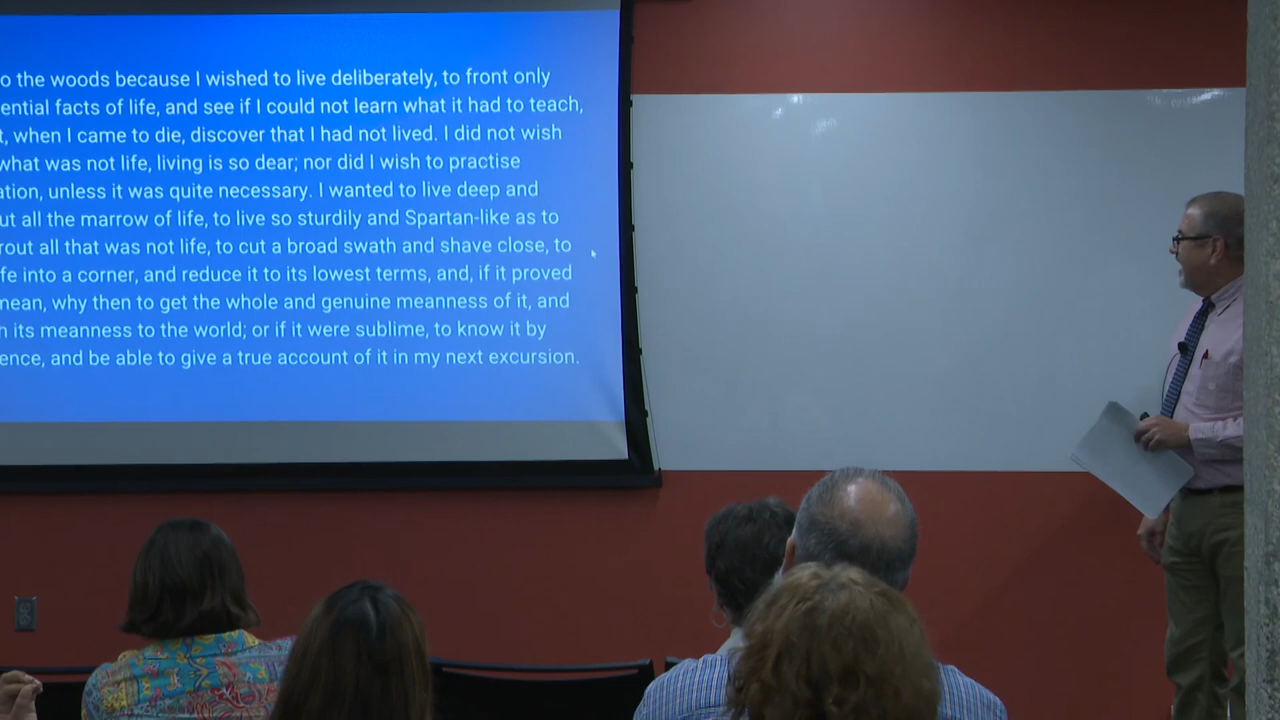 o the woods because I wished to live deliberately, to front only
ential facts of life, and see if I could not learn what it had to teach,
t, when I came to die, discover that I had not lived. I did not wish
what was not life, living is so dear; nor did I wish to practise
ation, unless it was quite necessary. I wanted to live deep and
ut all the marrow of life, to live so sturdily and Spartan-like as to
rout all that was not life, to cut a broad swath and shave close, to
fe into a corner, and reduce it to its lowest terms, and, if it proved
mean, why then to get the whole and genuine meanness of it, and
h its meanness to the world; or if it were sublime, to know it by
ence, and be able to give a true account of it in my next excursion.